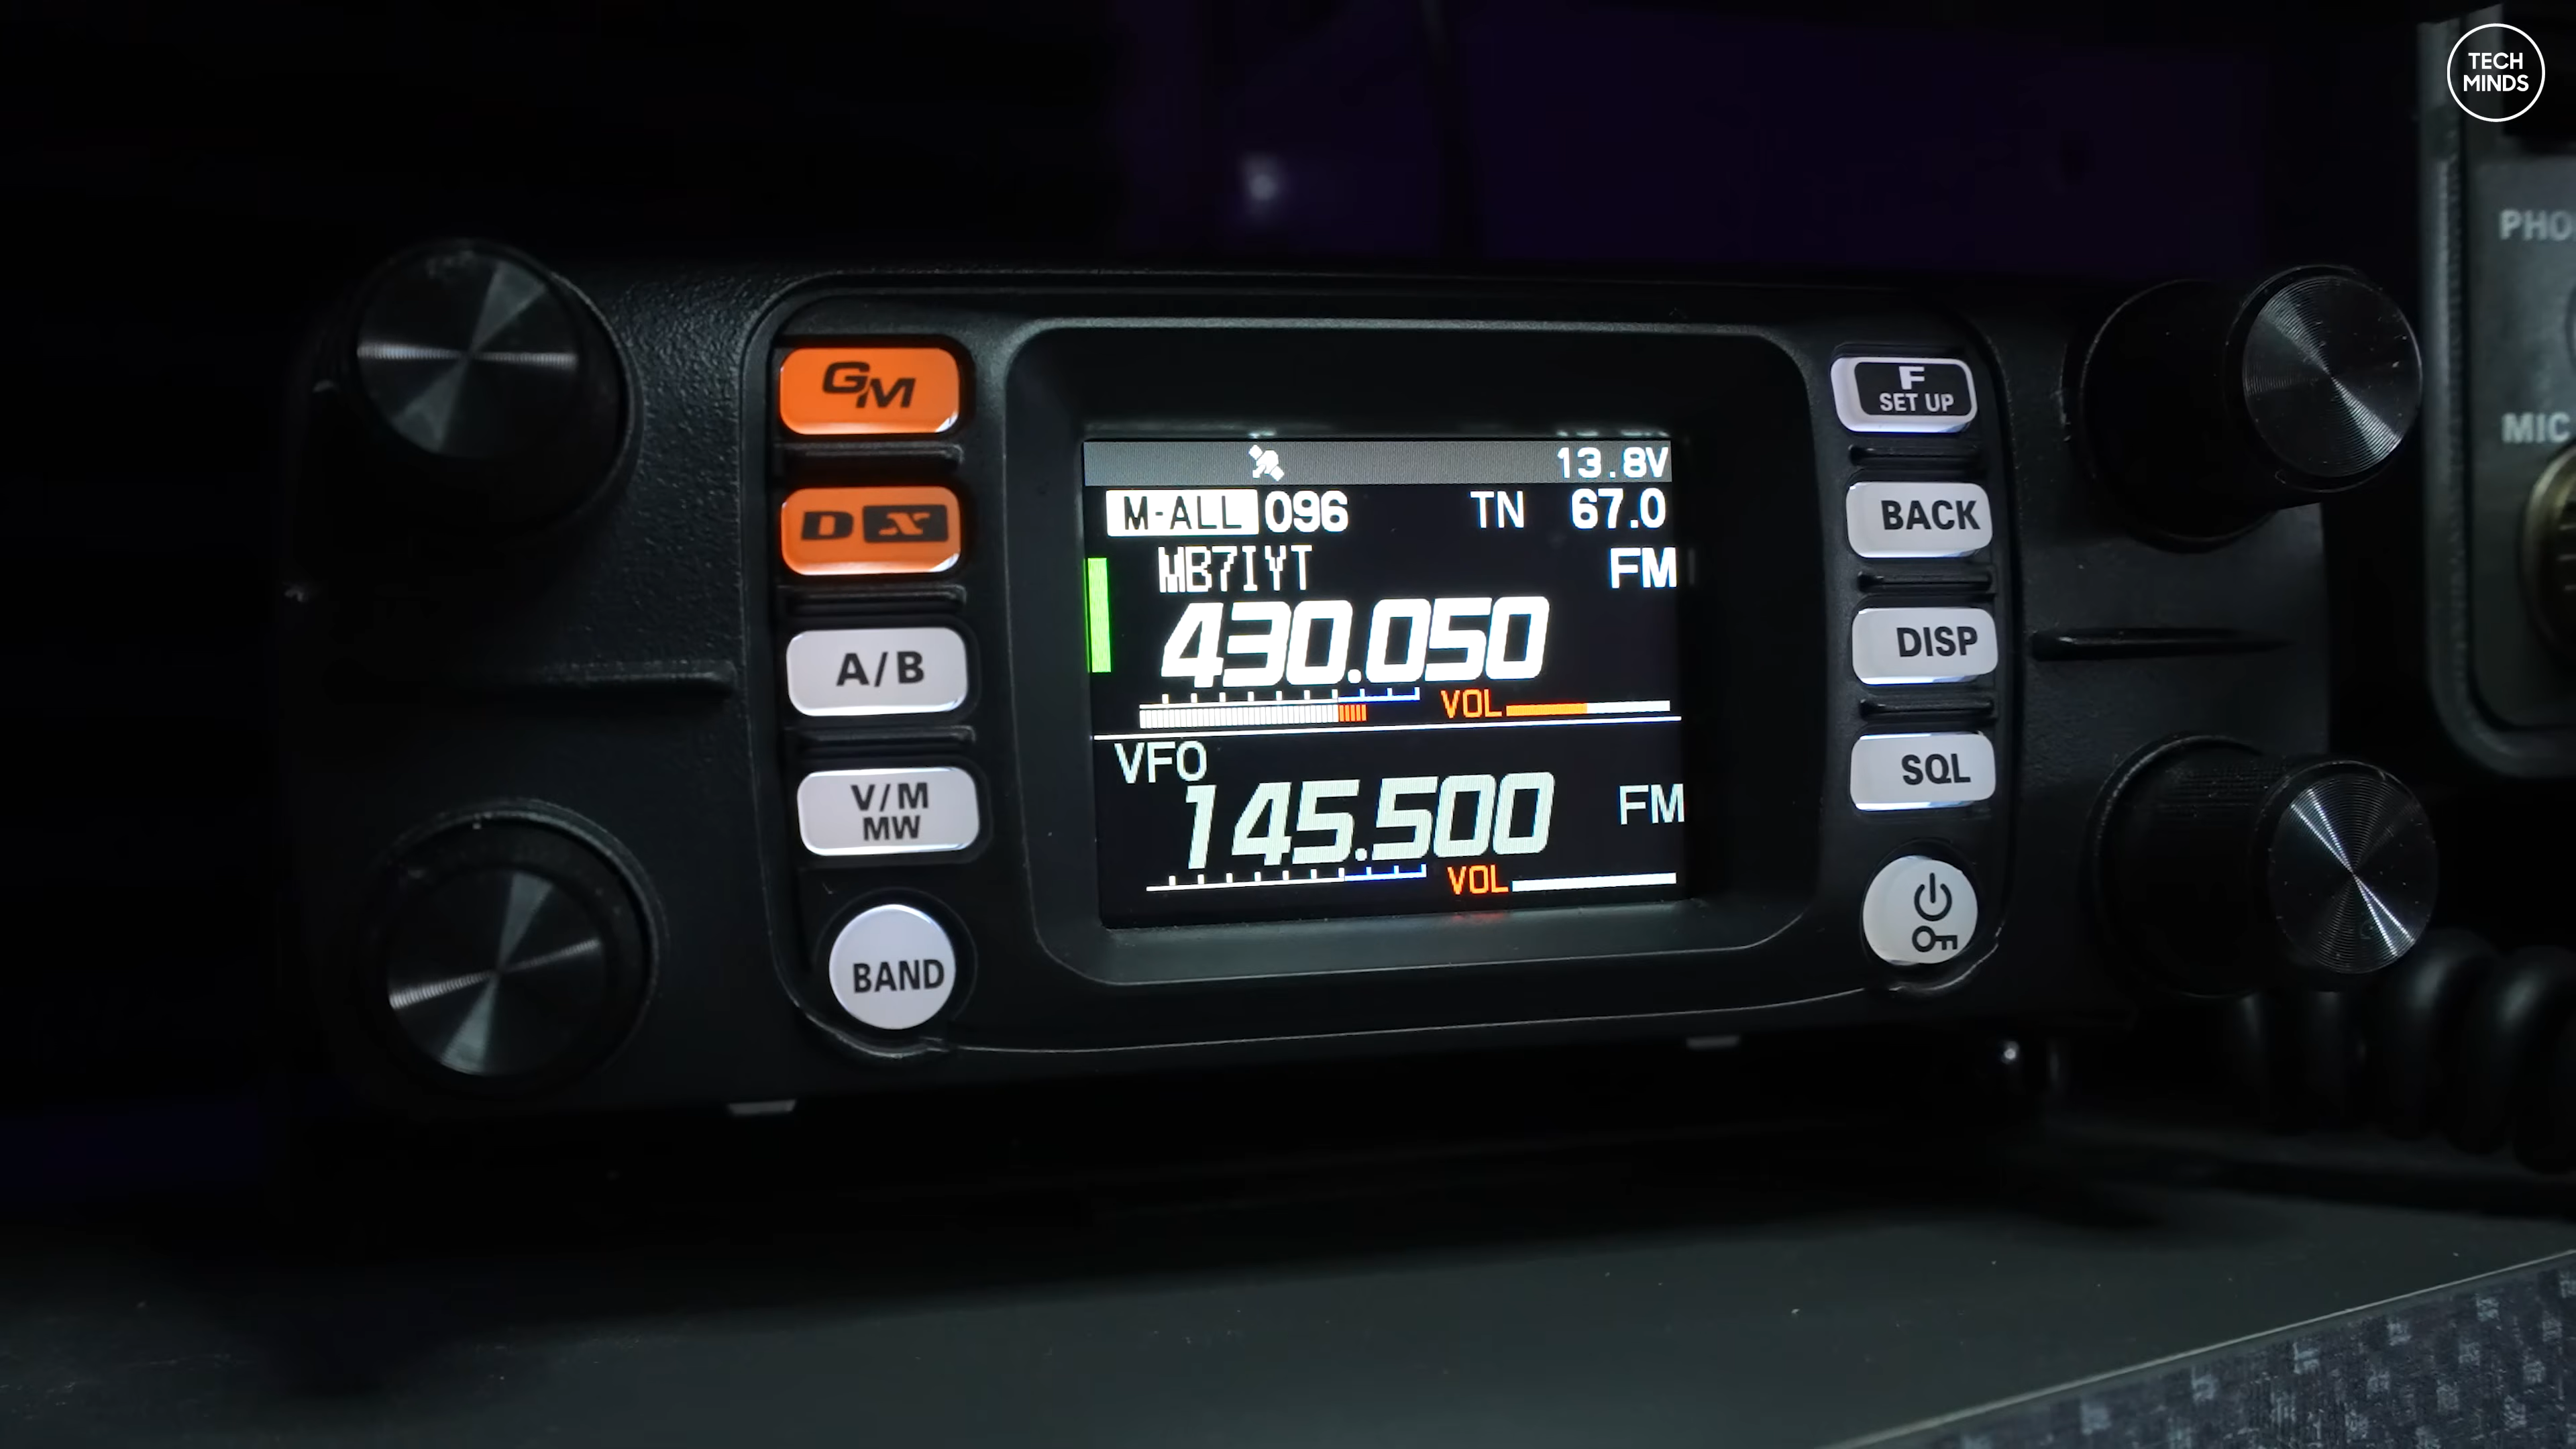 TECH
MINDS
PHO
MIC
GM
F
SET UP
DX
BACK
A/B
DISP
V/M
MW
SQL
BAND
13.8V
M-ALL 096 TN 67.0
MB7IYT FM
430.050
VOL
VFO
145.500 FM
VOL